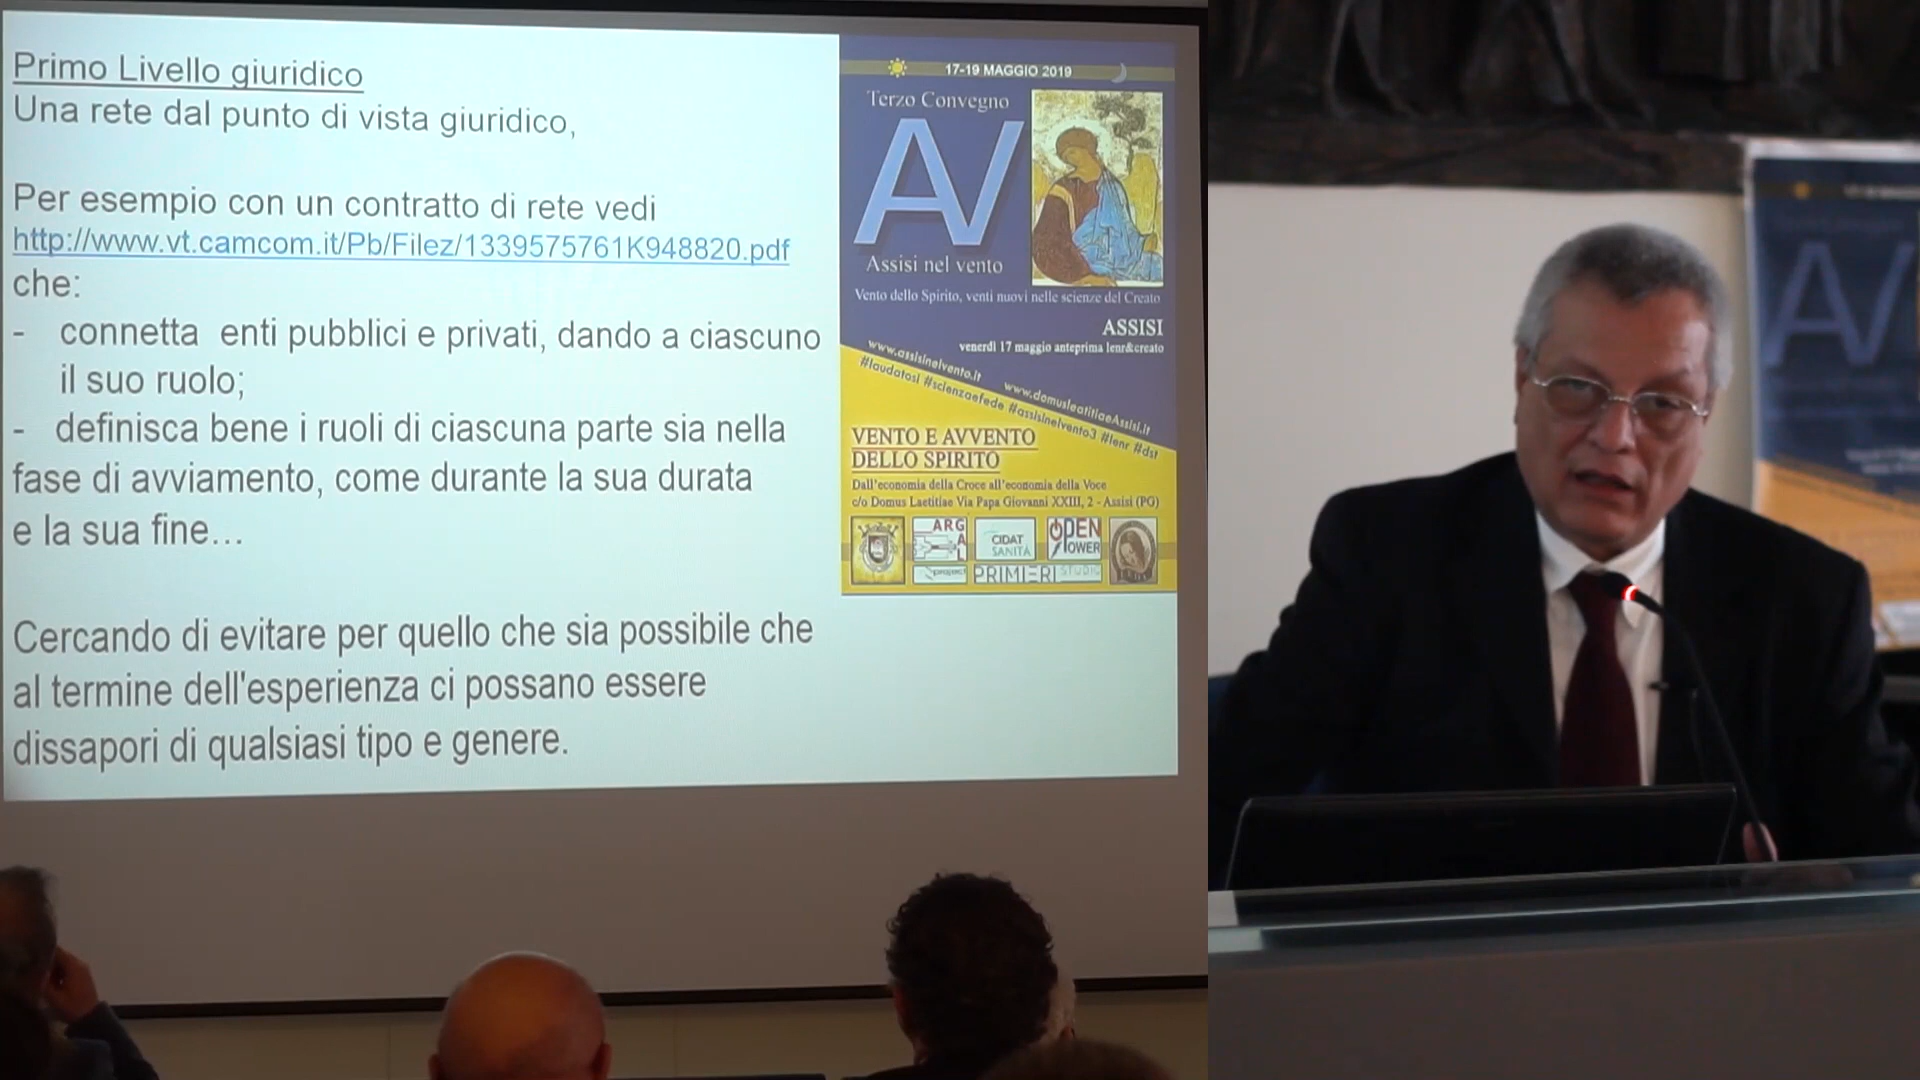 Primo Livello giuridico
Una rete dal punto di vista giuridico,
Per esempio con un contratto di rete vedi
http://www.vt.camcom.it/Pb/Filez/1339575761K948820.pdf
che:
- connetta enti pubblici e privati, dando a ciascuno
il suo ruolo;
- definisca bene i ruoli di ciascuna parte sia nella
fase di avviamento, come durante la sua durata
e la sua fine...
Cercando di evitare per quello che sia possibile che
al termine dell'esperienza ci possano essere
dissapori di qualsiasi tipo e genere.
17-19 MAGGIO 2019
Terzo Convegno
AV
Assisi nel vento
Vento dello Spirito, venti nuovi nelle scienze del Creato
ASSISI
venerdì 17 maggio anteprima lenr&creato
www.assisinelvento.it
www.domuslaetitiaeAssisi.it
#laudatosi #scienzaefede #assisinelvento3 #lenr #dst
VENTO E AVVENTO
DELLO SPIRITO
Dall'economia della Croce all'economia della Voce
c/o Domus Laetitiae Via Papa Giovanni XXIII, 2 - Assisi (PG)
ARG
AL
CIDAT
SANITÀ
OPEN
POWER
PRIMIERI STUDIO
AV